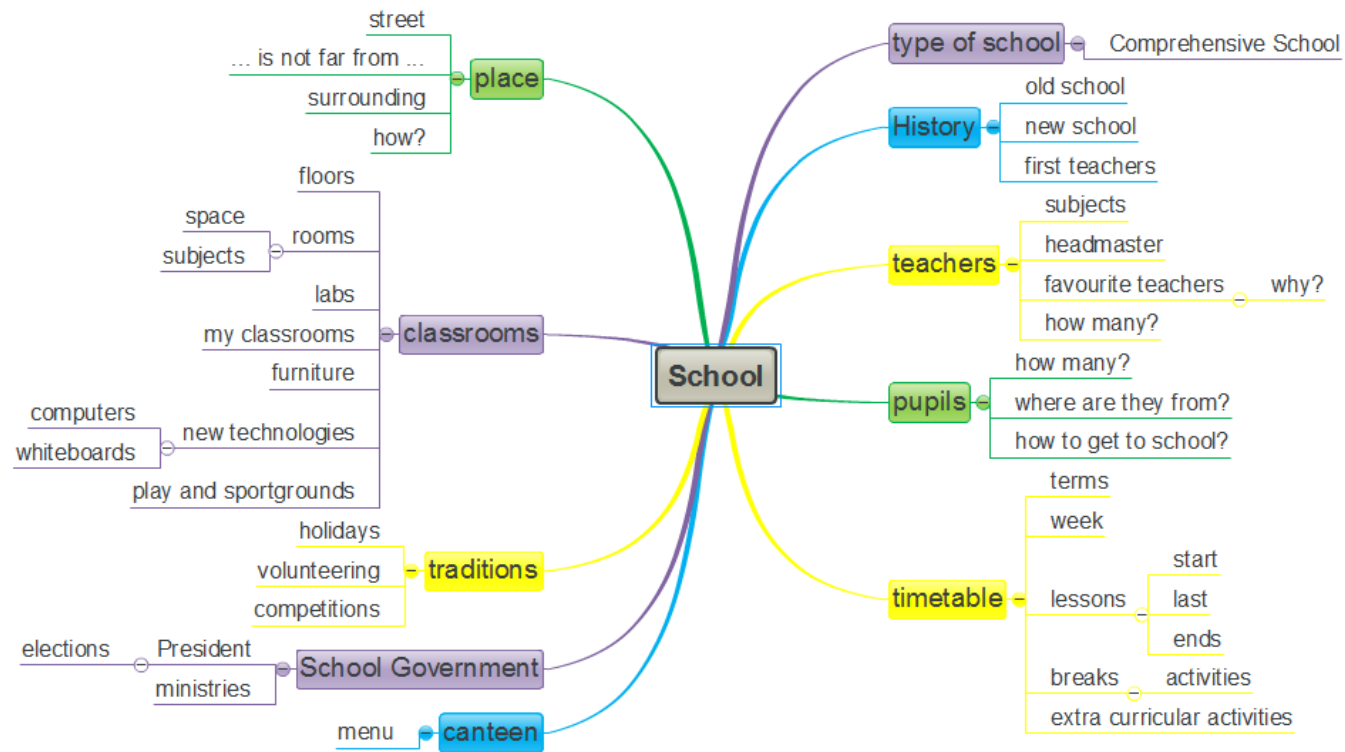 School
place
street
... is not far from ...
surrounding
how?
classrooms
floors
rooms
space
subjects
labs
my classrooms
furniture
new technologies
computers
whiteboards
play and sportgrounds
traditions
holidays
volunteering
competitions
School Government
President
elections
ministries
canteen
menu
type of school
Comprehensive School
History
old school
new school
first teachers
teachers
subjects
headmaster
favourite teachers
why?
how many?
pupils
how many?
where are they from?
how to get to school?
timetable
terms
week
lessons
start
last
ends
breaks
activities
extra curricular activities